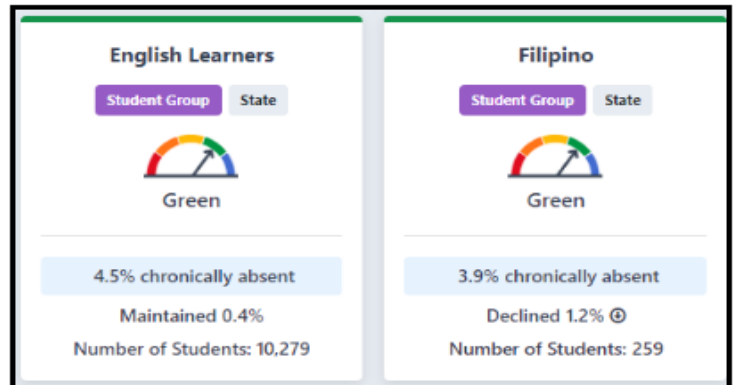 English Learners
Student Group State
Green
4.5% chronically absent
Maintained 0.4%
Number of Students: 10,279
Filipino
Student Group State
Green
3.9% chronically absent
Declined 1.2%
Number of Students: 259